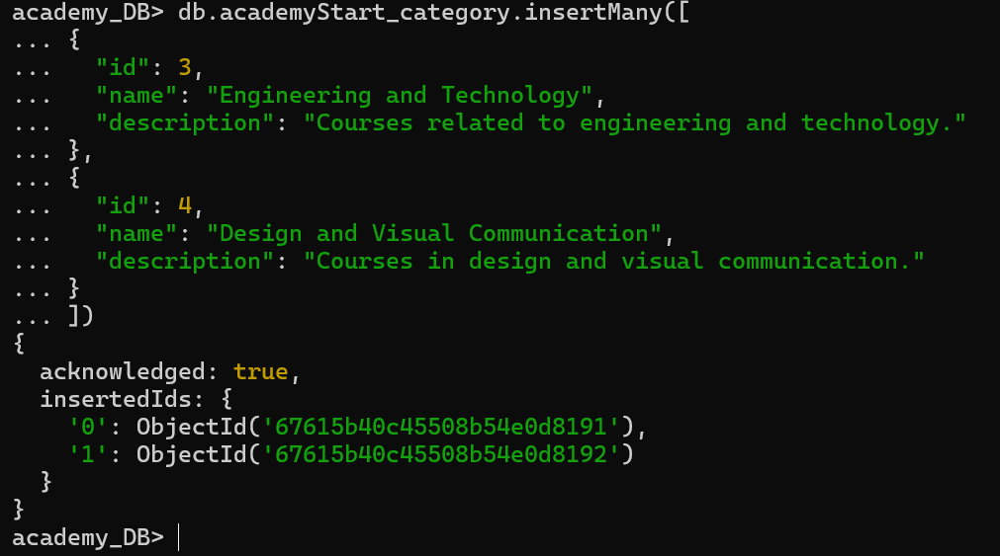 academy_DB> db.academyStart_category.insertMany([
... {
...   "id": 3,
...   "name": "Engineering and Technology",
...   "description": "Courses related to engineering and technology."
... },
... {
...   "id": 4,
...   "name": "Design and Visual Communication",
...   "description": "Courses in design and visual communication."
... }
... ])
{
  acknowledged: true,
  insertedIds: {
    '0': ObjectId('67615b40c45508b54e0d8191'),
    '1': ObjectId('67615b40c45508b54e0d8192')
  }
}
academy_DB>